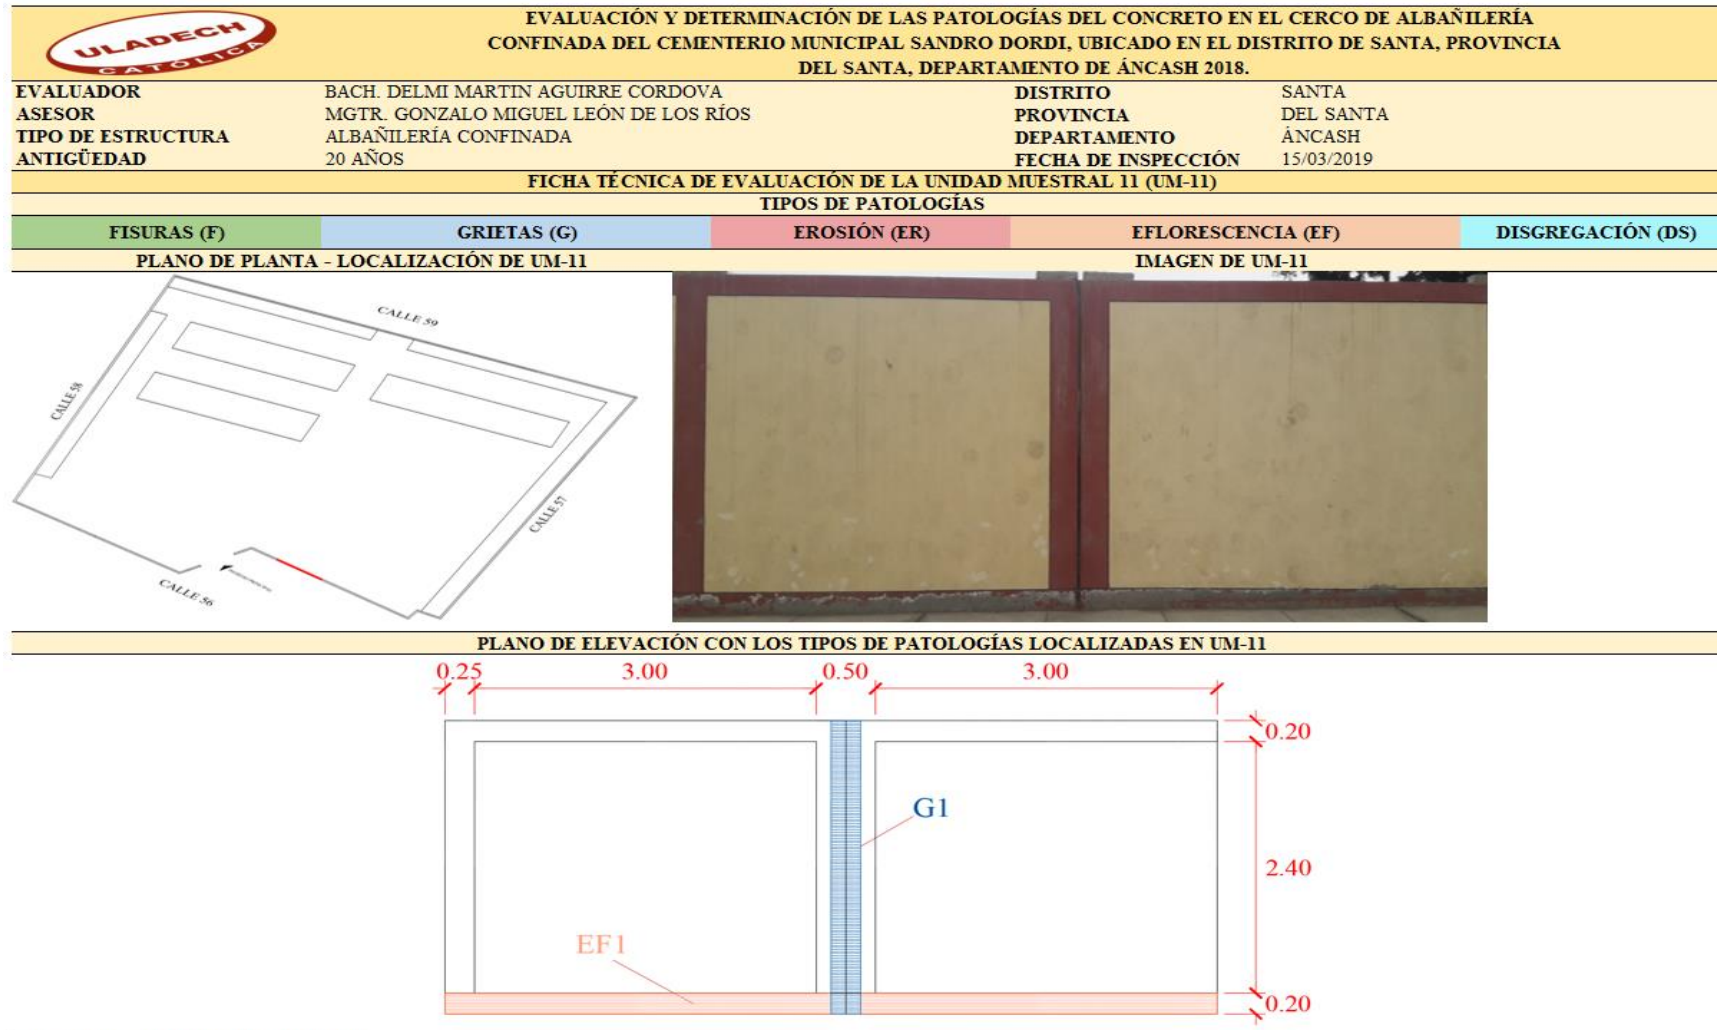 ULADECH
CATÓLICA
EVALUACIÓN Y DETERMINACIÓN DE LAS PATOLOGÍAS DEL CONCRETO EN EL CERCO DE ALBAÑILERÍA
CONFINADA DEL CEMENTERIO MUNICIPAL SANDRO DORDI, UBICADO EN EL DISTRITO DE SANTA, PROVINCIA
DEL SANTA, DEPARTAMENTO DE ÁNCASH 2018.
EVALUADOR BACH. DELMI MARTIN AGUIRRE CORDOVA DISTRITO SANTA
ASESOR MGTR. GONZALO MIGUEL LEÓN DE LOS RÍOS PROVINCIA DEL SANTA
TIPO DE ESTRUCTURA ALBAÑILERÍA CONFINADA DEPARTAMENTO ÁNCASH
ANTIGÜEDAD 20 AÑOS FECHA DE INSPECCIÓN 15/03/2019
FICHA TÉCNICA DE EVALUACIÓN DE LA UNIDAD MUESTRAL 11 (UM-11)
TIPOS DE PATOLOGÍAS
FISURAS (F) GRIETAS (G) EROSIÓN (ER) EFLORESCENCIA (EF) DISGREGACIÓN (DS)
PLANO DE PLANTA - LOCALIZACIÓN DE UM-11 IMAGEN DE UM-11
CALLE 59
CALLE 58
CALLE 57
CALLE 56
PLANO DE ELEVACIÓN CON LOS TIPOS DE PATOLOGÍAS LOCALIZADAS EN UM-11
0.25 3.00 0.50 3.00
0.20
G1
2.40
EF1
0.20